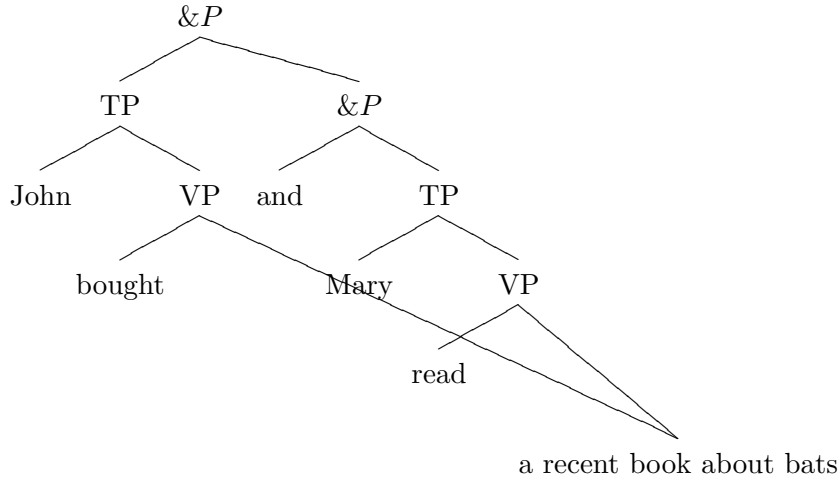 &P
TP &P
John VP and TP
bought Mary VP
read
a recent book about bats